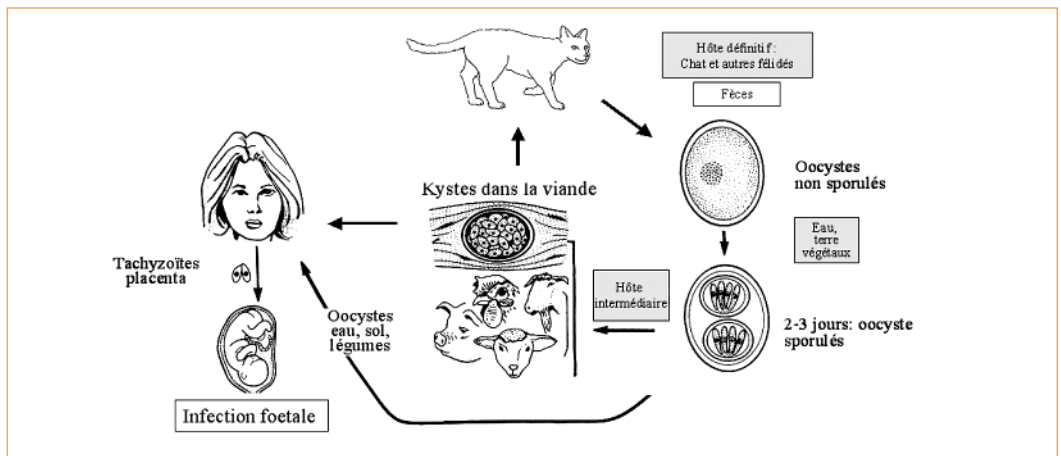 Hôte définitif :
Chat et autres félidés
Fèces
Oocystes
non sporulés
Eau,
terre
végétaux
2-3 jours: oocyste
sporulés
Hôte
intermédiaire
Kystes dans la viande
Oocystes
eau, sol,
légumes
Tachyzoïtes
placenta
Infection foetale